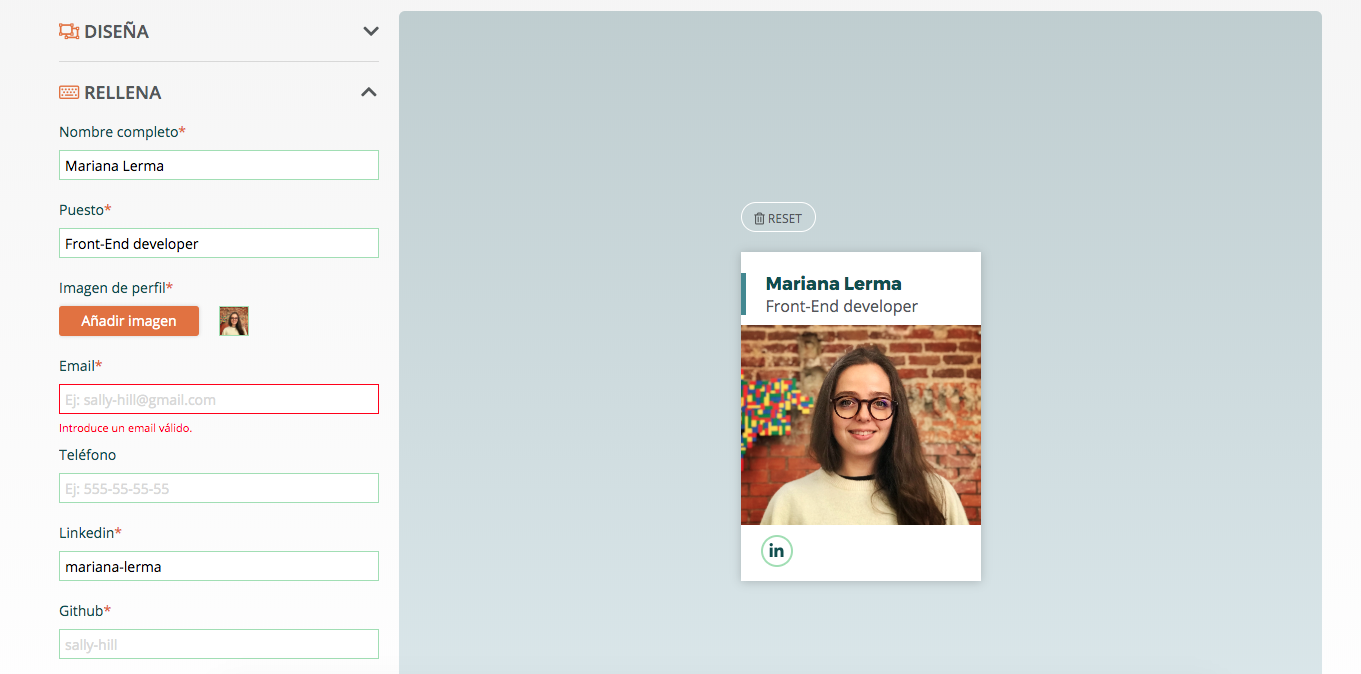 DISEÑA
RELLENA
Nombre completo*
Mariana Lerma
Puesto*
Front-End developer
Imagen de perfil*
Añadir imagen
Email*
Ej: sally-hill@gmail.com
Introduce un email válido.
Teléfono
Ej: 555-55-55-55
Linkedin*
mariana-lerma
Github*
sally-hill
RESET
Mariana Lerma
Front-End developer
in